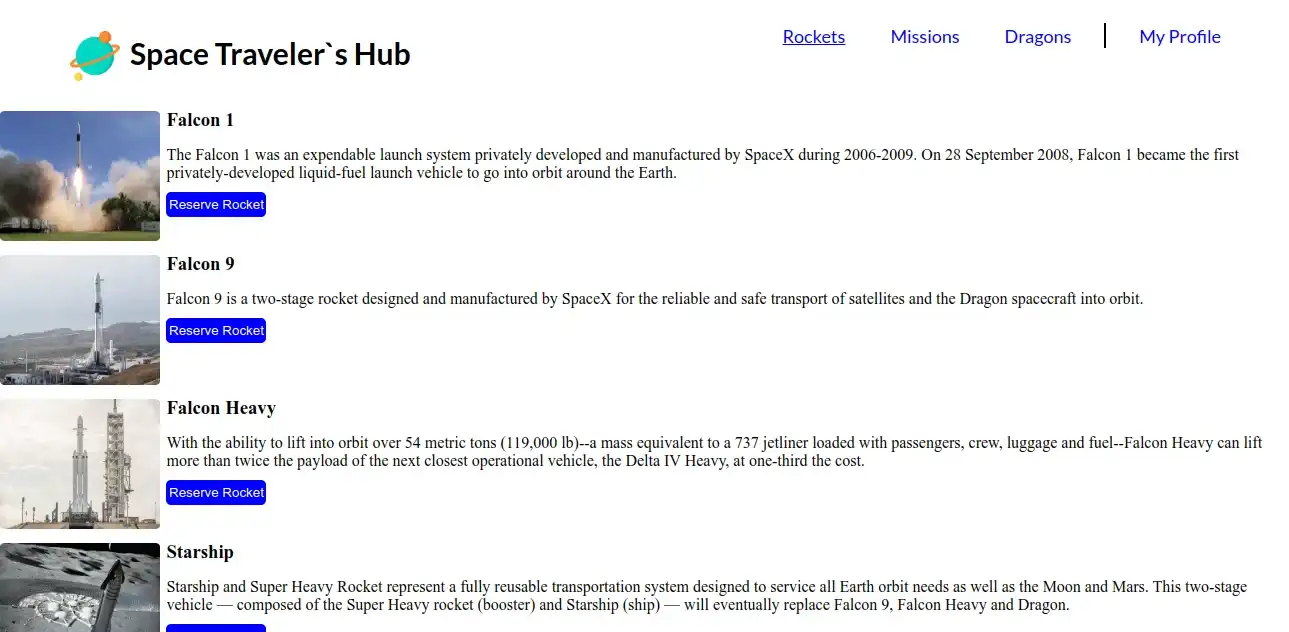 Space Traveler`s Hub
Rockets
Missions
Dragons
My Profile
Falcon 1
The Falcon 1 was an expendable launch system privately developed and manufactured by SpaceX during 2006-2009. On 28 September 2008, Falcon 1 became the first
privately-developed liquid-fuel launch vehicle to go into orbit around the Earth.
Reserve Rocket
Falcon 9
Falcon 9 is a two-stage rocket designed and manufactured by SpaceX for the reliable and safe transport of satellites and the Dragon spacecraft into orbit.
Reserve Rocket
Falcon Heavy
With the ability to lift into orbit over 54 metric tons (119,000 lb)--a mass equivalent to a 737 jetliner loaded with passengers, crew, luggage and fuel--Falcon Heavy can lift
more than twice the payload of the next closest operational vehicle, the Delta IV Heavy, at one-third the cost.
Reserve Rocket
Starship
Starship and Super Heavy Rocket represent a fully reusable transportation system designed to service all Earth orbit needs as well as the Moon and Mars. This two-stage
vehicle — composed of the Super Heavy rocket (booster) and Starship (ship) — will eventually replace Falcon 9, Falcon Heavy and Dragon.